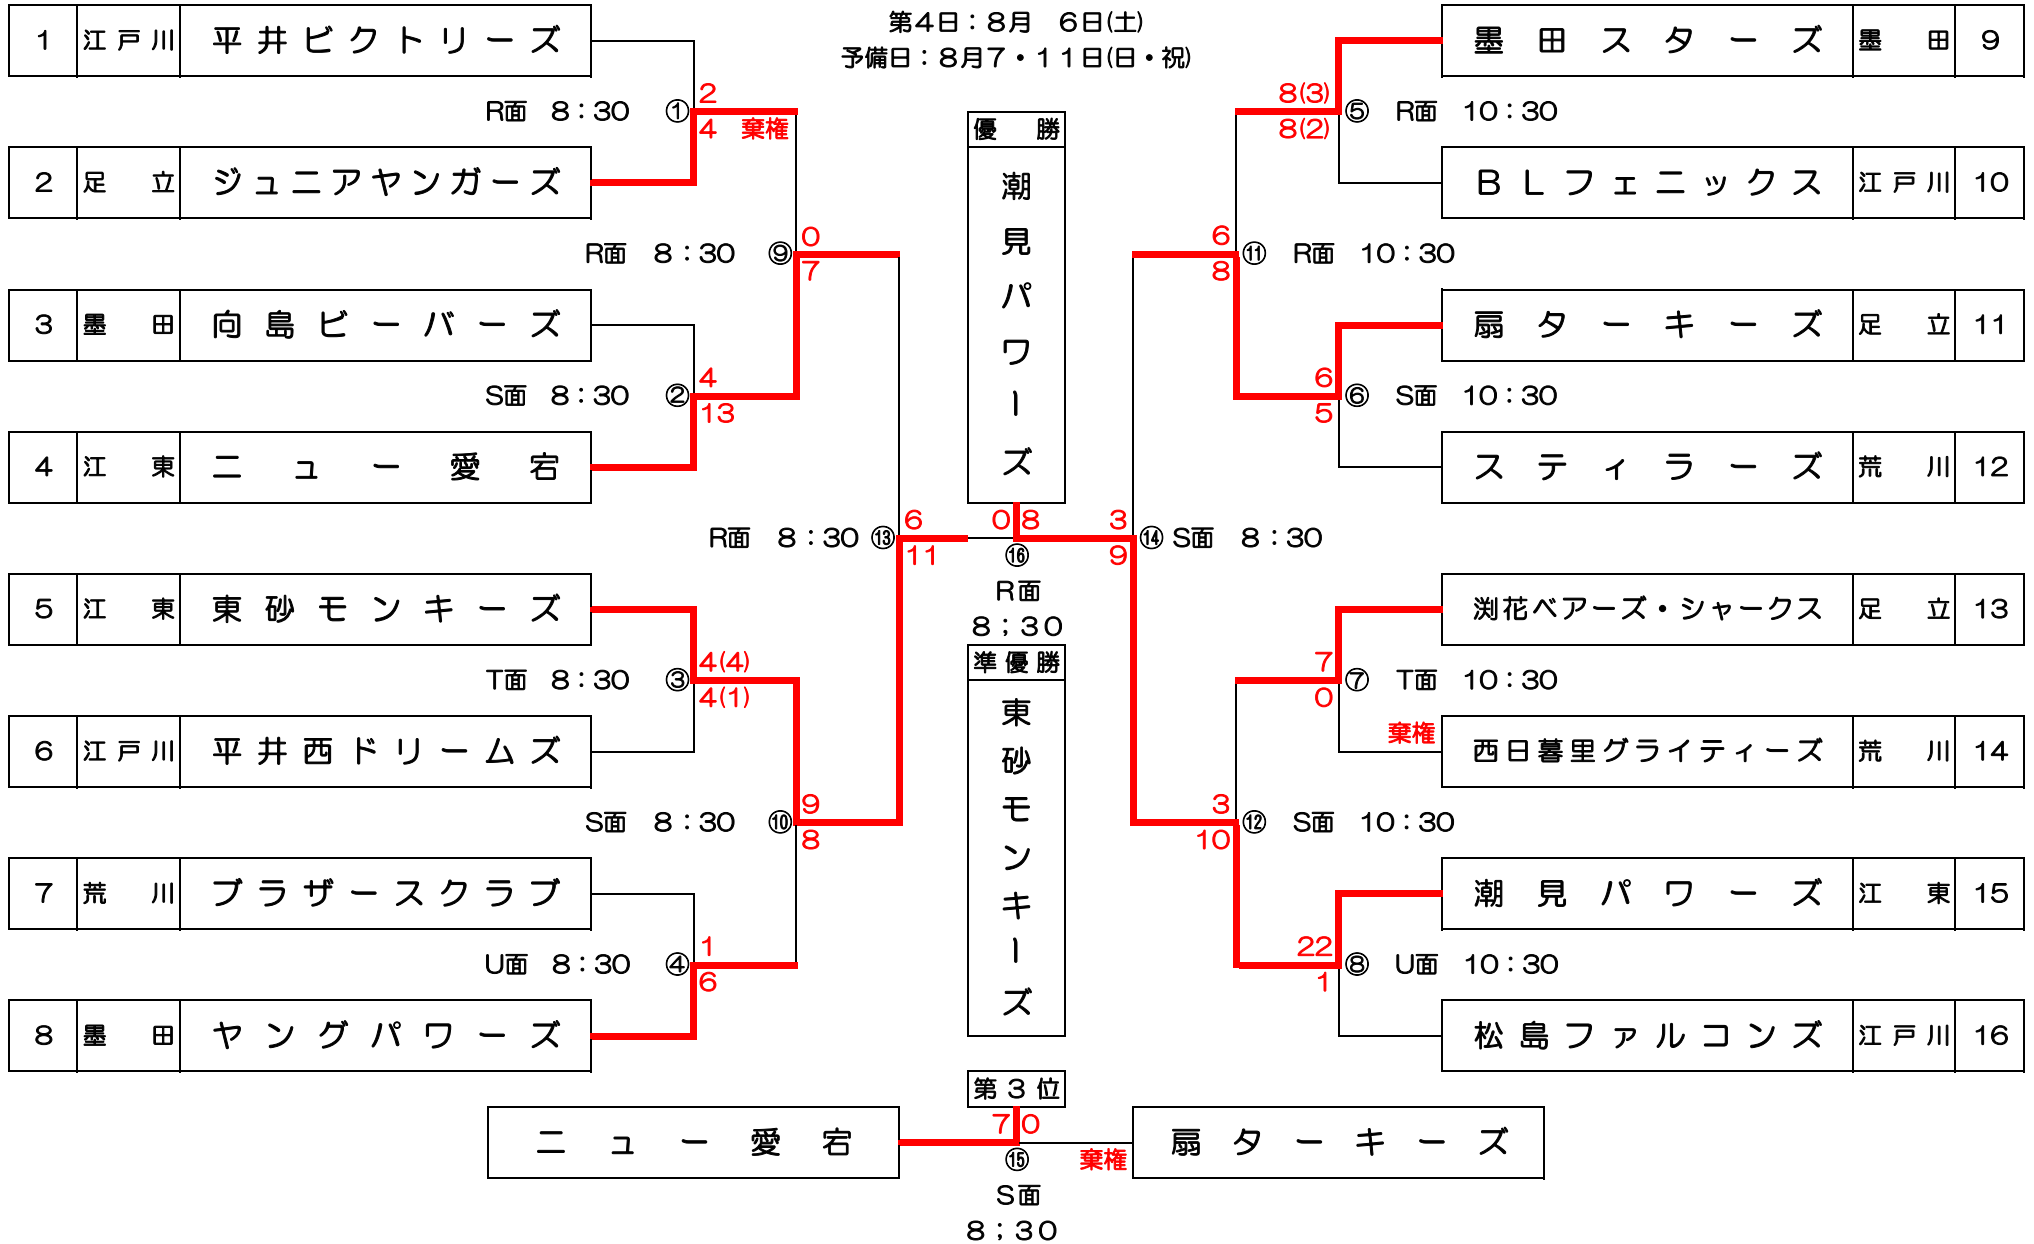 第4日：8月　6日(土)
予備日：8月7・11日(日・祝)
1 江戸川 平井ビクトリーズ
R面　8：30 ① 2
4 棄権
2 足立 ジュニアヤンガーズ
R面　8：30 ⑨ 0
7
3 墨田 向島ビーバーズ
S面　8：30 ② 4
13
4 江東 ニュー愛宕
R面　8：30 ⑬ 6
11
5 江東 東砂モンキーズ
T面　8：30 ③ 4(4)
4(1)
6 江戸川 平井西ドリームズ
S面　8：30 ⑩ 9
8
7 荒川 ブラザースクラブ
U面　8：30 ④ 1
6
8 墨田 ヤングパワーズ
優勝
潮見パワーズ
0 8
⑯
R面
8；30
準優勝
東砂モンキーズ
墨田スターズ 墨田 9
8(3) ⑤ R面　10：30
8(2)
BLフェニックス 江戸川 10
6 ⑪ R面　10：30
8
扇ターキーズ 足立 11
6 ⑥ S面　10：30
5
スティラーズ 荒川 12
3 ⑭ S面　8：30
9
渕花ベアーズ・シャークス 足立 13
7 ⑦ T面　10：30
0
棄権
西日暮里グライティーズ 荒川 14
3 ⑫ S面　10：30
10
潮見パワーズ 江東 15
22 ⑧ U面　10：30
1
松島ファルコンズ 江戸川 16
第3位
ニュー愛宕 7 0 扇ターキーズ
⑮ 棄権
S面
8；30